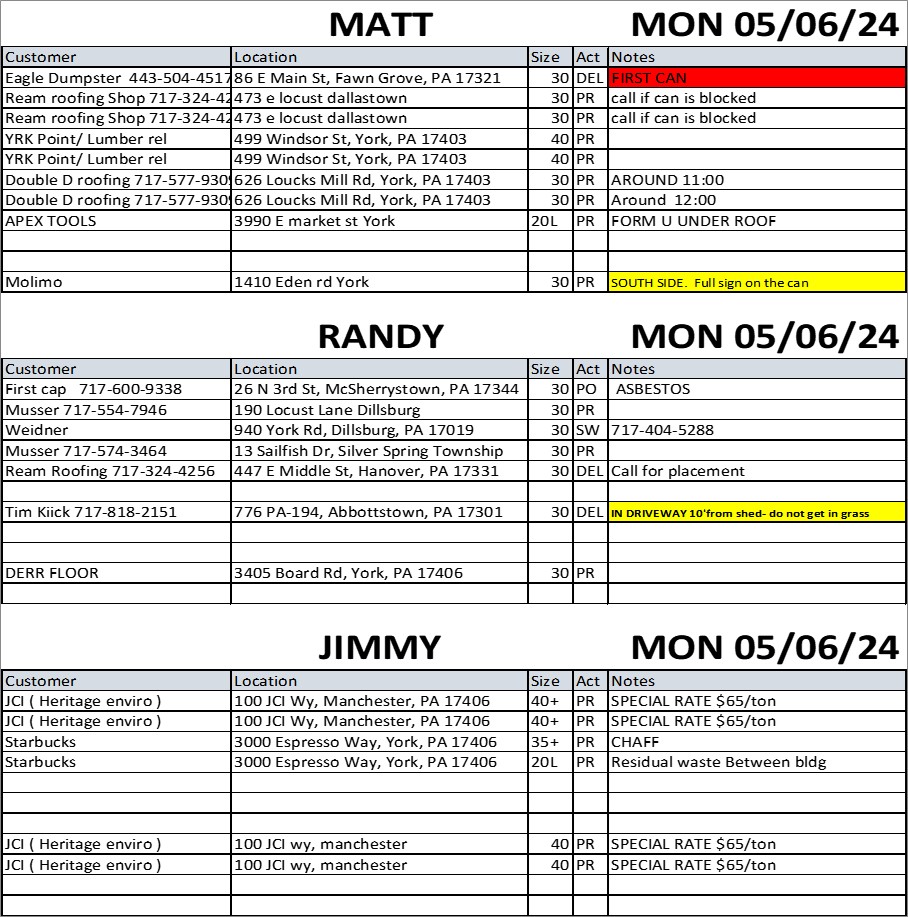 MATT MON 05/06/24
Customer Location Size Act Notes
Eagle Dumpster 443-504-4517 86 E Main St, Fawn Grove, PA 17321 30 DEL FIRST CAN
Ream roofing Shop 717-324-42 473 e locust dallastown 30 PR call if can is blocked
Ream roofing Shop 717-324-42 473 e locust dallastown 30 PR call if can is blocked
YRK Point/ Lumber rel 499 Windsor St, York, PA 17403 40 PR
YRK Point/ Lumber rel 499 Windsor St, York, PA 17403 40 PR
Double D roofing 717-577-930 626 Loucks Mill Rd, York, PA 17403 30 PR AROUND 11:00
Double D roofing 717-577-930 626 Loucks Mill Rd, York, PA 17403 30 PR Around 12:00
APEX TOOLS 3990 E market st York 20L PR FORM U UNDER ROOF
Molimo 1410 Eden rd York 30 PR SOUTH SIDE. Full sign on the can
RANDY MON 05/06/24
Customer Location Size Act Notes
First cap 717-600-9338 26 N 3rd St, McSherrystown, PA 17344 30 PO ASBESTOS
Musser 717-554-7946 190 Locust Lane Dillsburg 30 PR
Weidner 940 York Rd, Dillsburg, PA 17019 30 SW 717-404-5288
Musser 717-574-3464 13 Sailfish Dr, Silver Spring Township 30 PR
Ream Roofing 717-324-4256 447 E Middle St, Hanover, PA 17331 30 DEL Call for placement
Tim Kiick 717-818-2151 776 PA-194, Abbottstown, PA 17301 30 DEL IN DRIVEWAY 10'from shed- do not get in grass
DERR FLOOR 3405 Board Rd, York, PA 17406 30 PR
JIMMY MON 05/06/24
Customer Location Size Act Notes
JCI ( Heritage enviro ) 100 JCI Wy, Manchester, PA 17406 40+ PR SPECIAL RATE $65/ton
JCI ( Heritage enviro ) 100 JCI Wy, Manchester, PA 17406 40+ PR SPECIAL RATE $65/ton
Starbucks 3000 Espresso Way, York, PA 17406 35+ PR CHAFF
Starbucks 3000 Espresso Way, York, PA 17406 20L PR Residual waste Between bldg
JCI ( Heritage enviro ) 100 JCI wy, manchester 40 PR SPECIAL RATE $65/ton
JCI ( Heritage enviro ) 100 JCI wy, manchester 40 PR SPECIAL RATE $65/ton